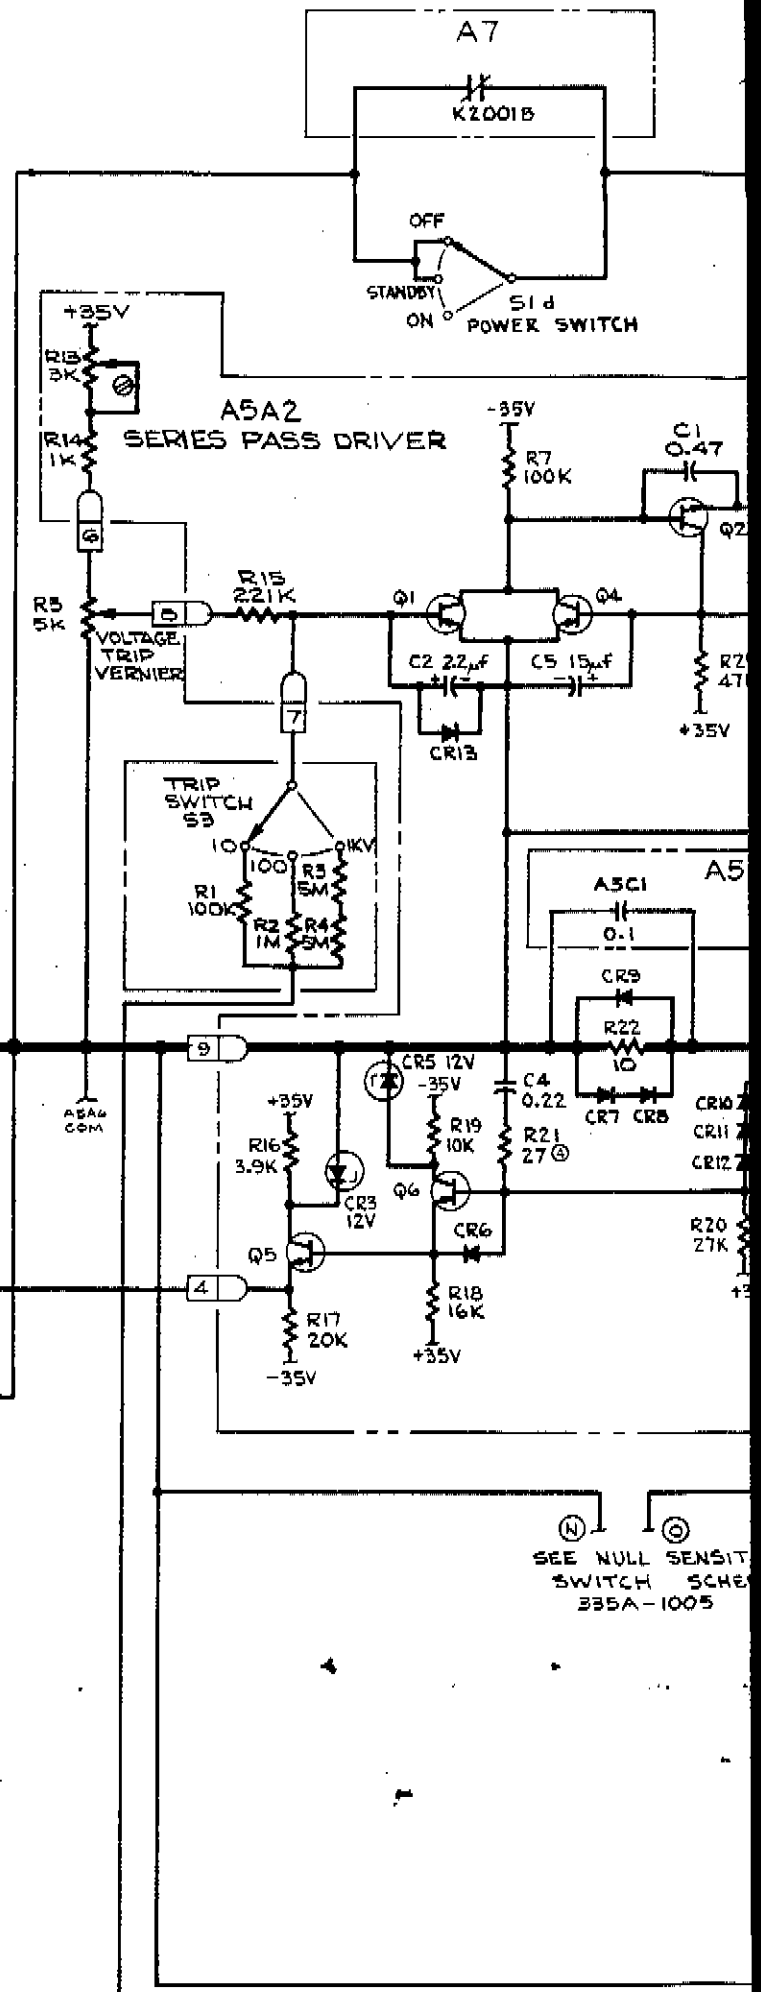 A7
K2001B
OFF
STANDBY
ON
S1d
POWER SWITCH
+35V
R13
3K
A5A2
SERIES PASS DRIVER
R14
1K
-35V
R7
100K
C1
0.47
Q2
6
R15
221K
Q1
Q4
R5
5K
VOLTAGE
TRIP
VERNIER
C2 2.2µf
+ -
C5 15µf
- +
CR13
+35V
7
TRIP
SWITCH
S3
10
100
1KV
R1
100K
R2
1M
R3
5M
R4
5M
A5
A3C1
0.1
CR9
R22
10
CR7
CR8
9
A5A6
COM
CR5 12V
-35V
C4
0.22
CR10
CR11
CR12
+35V
R16
3.9K
R19
10K
R21
27 ④
CR3
12V
Q6
Q5
CR6
R20
27K
4
R17
20K
-35V
R18
16K
+35V
N
O
SEE NULL SENSIT
SWITCH SCHE
335A-1005